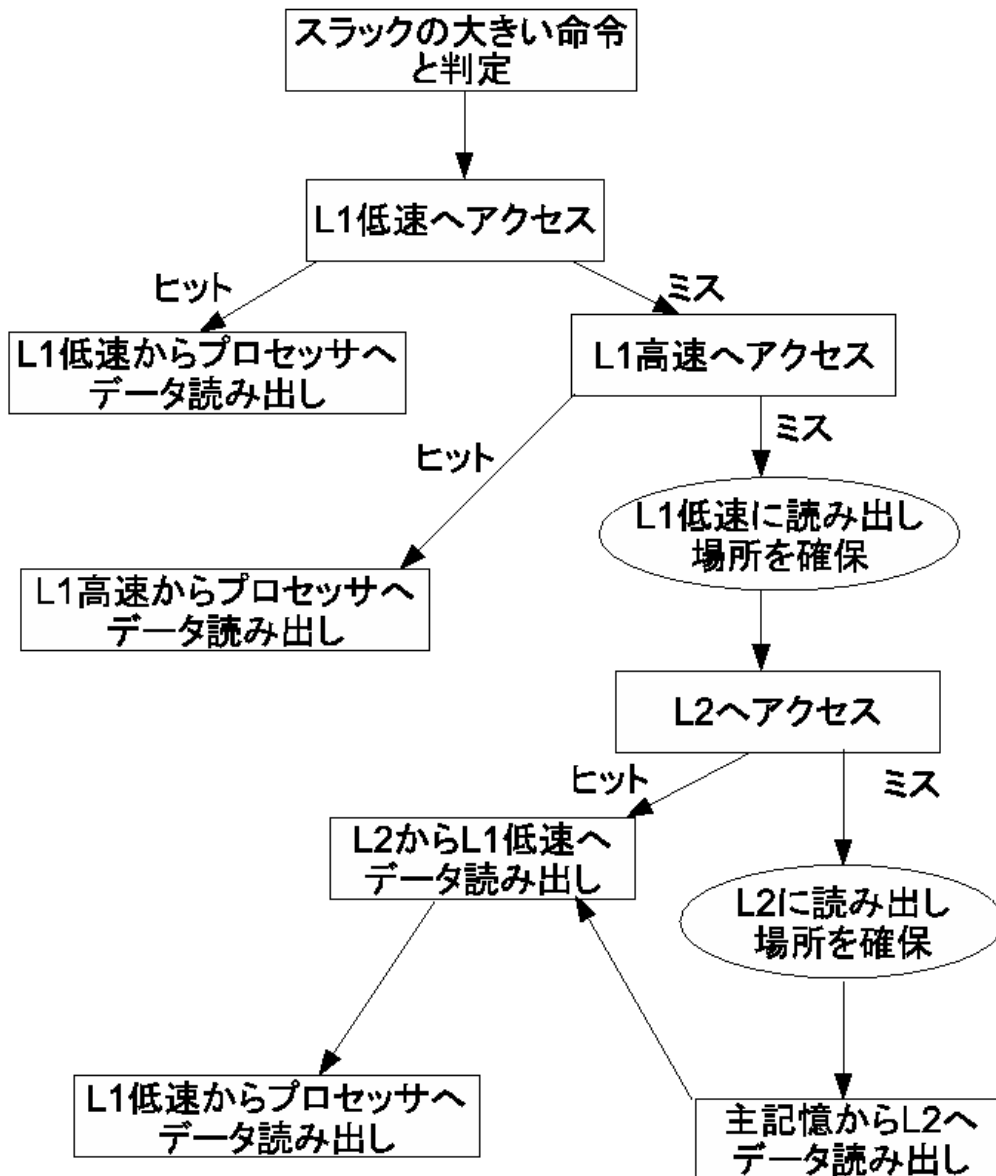 スラックの大きい命令
と判定
L1低速へアクセス
ヒット
ミス
L1低速からプロセッサへ
データ読み出し
L1高速へアクセス
ヒット
ミス
L1低速に読み出し
場所を確保
L1高速からプロセッサへ
データ読み出し
L2へアクセス
ヒット
ミス
L2からL1低速へ
データ読み出し
L2に読み出し
場所を確保
L1低速からプロセッサへ
データ読み出し
主記憶からL2へ
データ読み出し